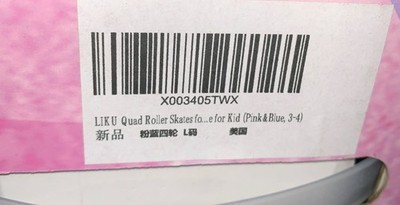 X003405TWX
LIKU Quad Roller Skates fo...e for Kid (Pink&Blue, 3-4)
新品 粉蓝四轮 L码 美国